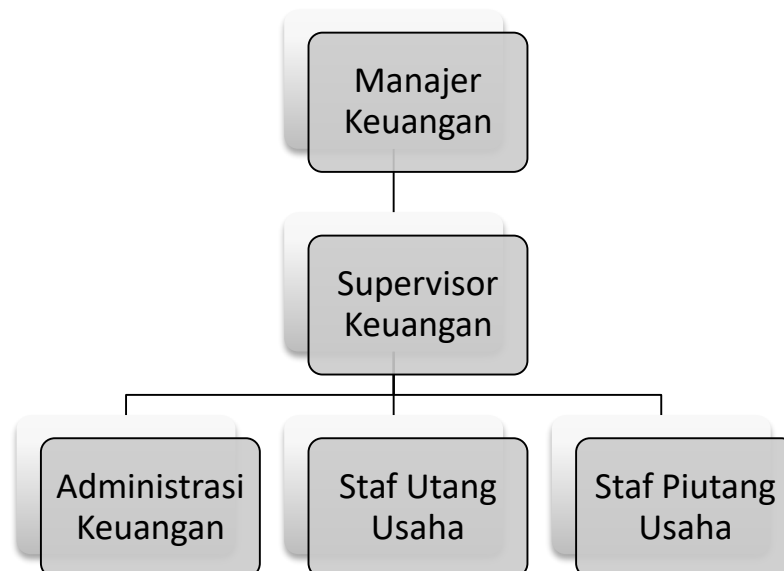 Manajer
Keuangan
Supervisor
Keuangan
Administrasi
Keuangan
Staf Utang
Usaha
Staf Piutang
Usaha